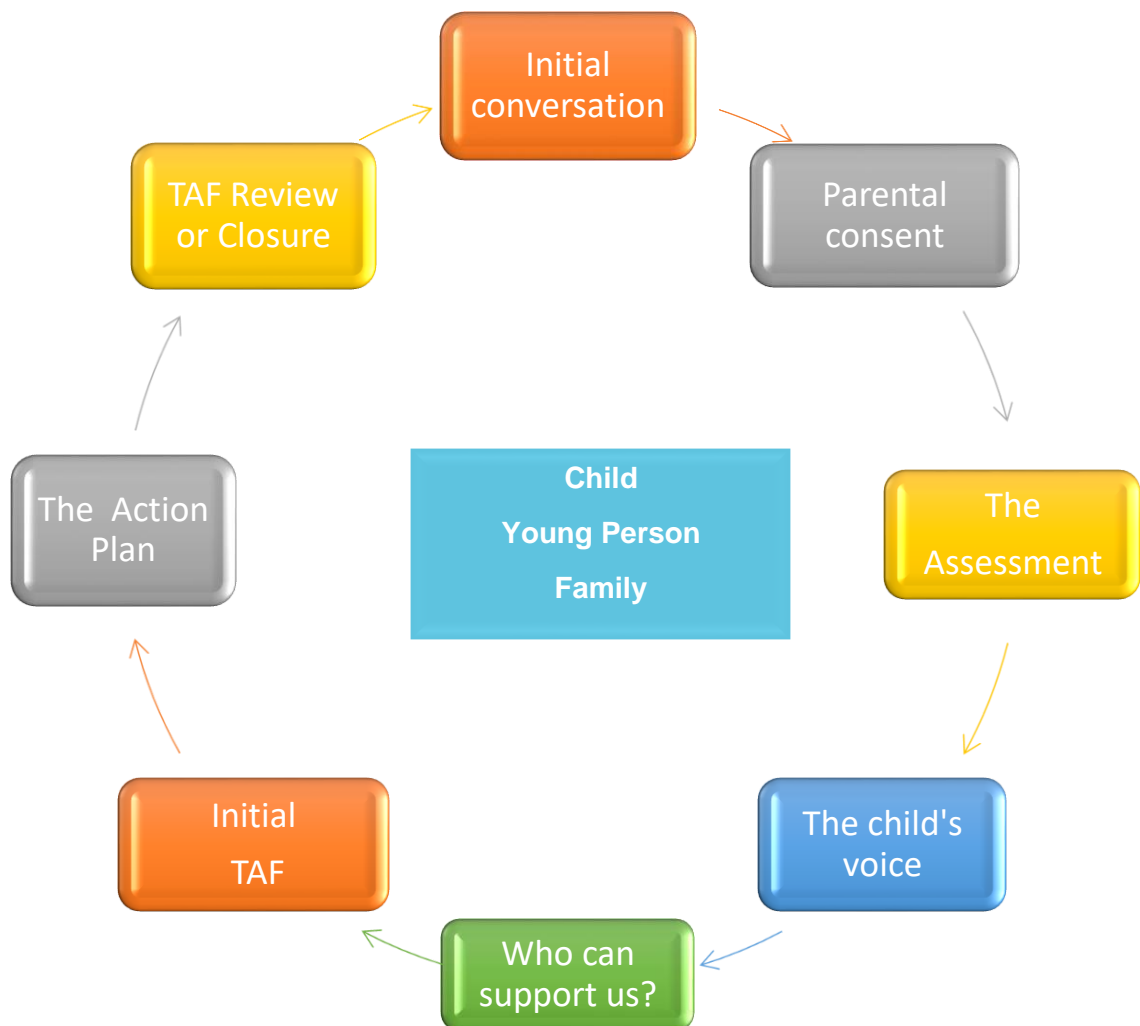 Initial
conversation
Parental
consent
The
Assessment
The child's
voice
Who can
support us?
Initial
TAF
The Action
Plan
TAF Review
or Closure
Child
Young Person
Family